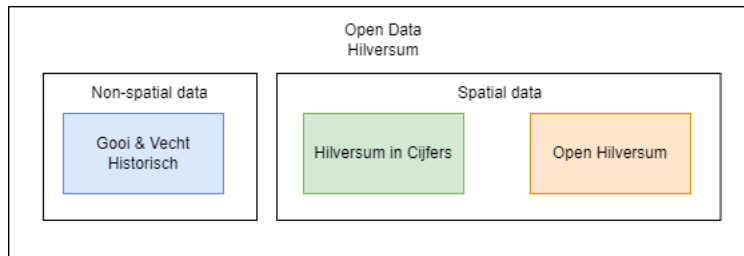 Open Data
Hilversum
Non-spatial data
Spatial data
Gooi & Vecht
Historisch
Hilversum in Cijfers
Open Hilversum